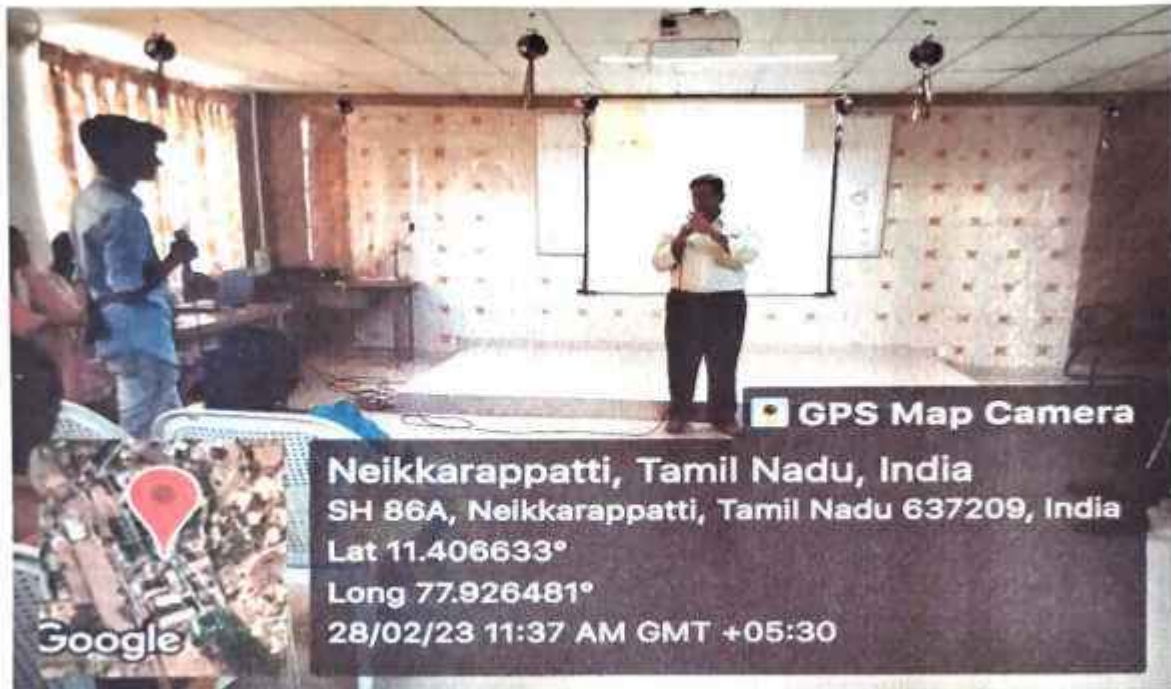 GPS Map Camera
Neikkarappatti, Tamil Nadu, India
SH 86A, Neikkarappatti, Tamil Nadu 637209, India
Lat 11.406633°
Long 77.926481°
28/02/23 11:37 AM GMT +05:30
Google